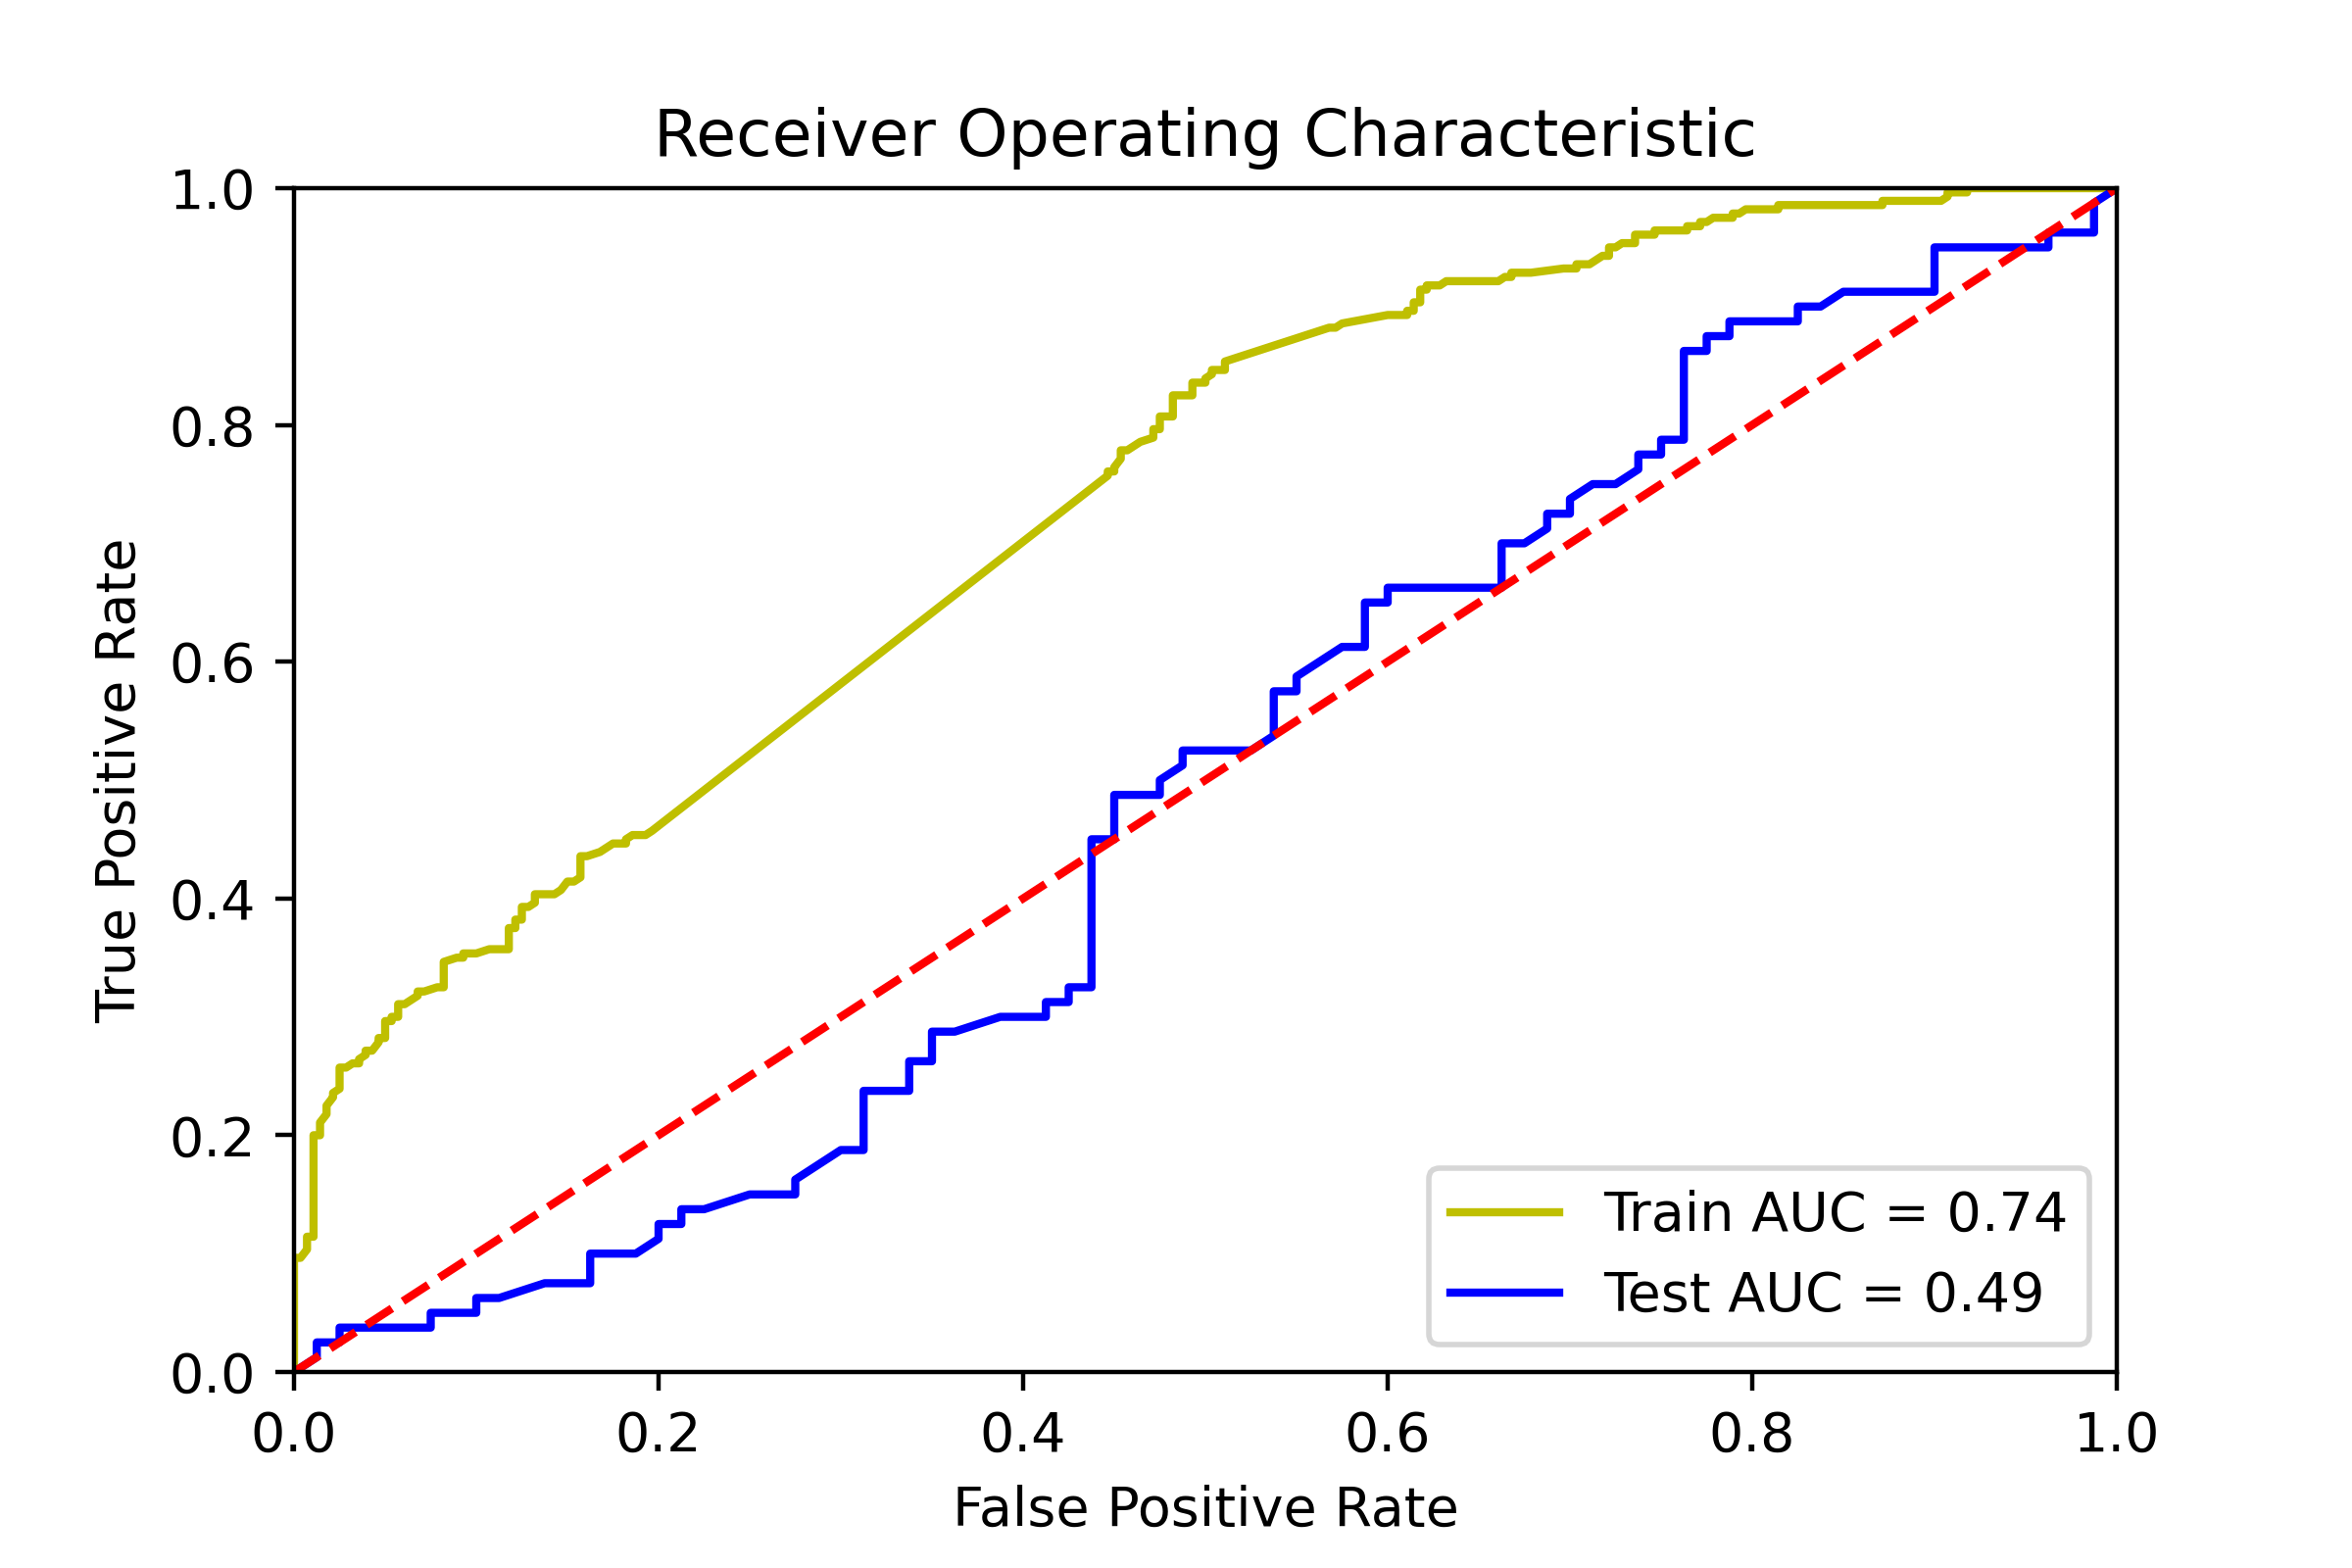 Receiver Operating Characteristic
1.0
0.8
0.6
0.4
0.2
0.0
True Positive Rate
Train AUC = 0.74
Test AUC = 0.49
0.0 0.2 0.4 0.6 0.8 1.0
False Positive Rate